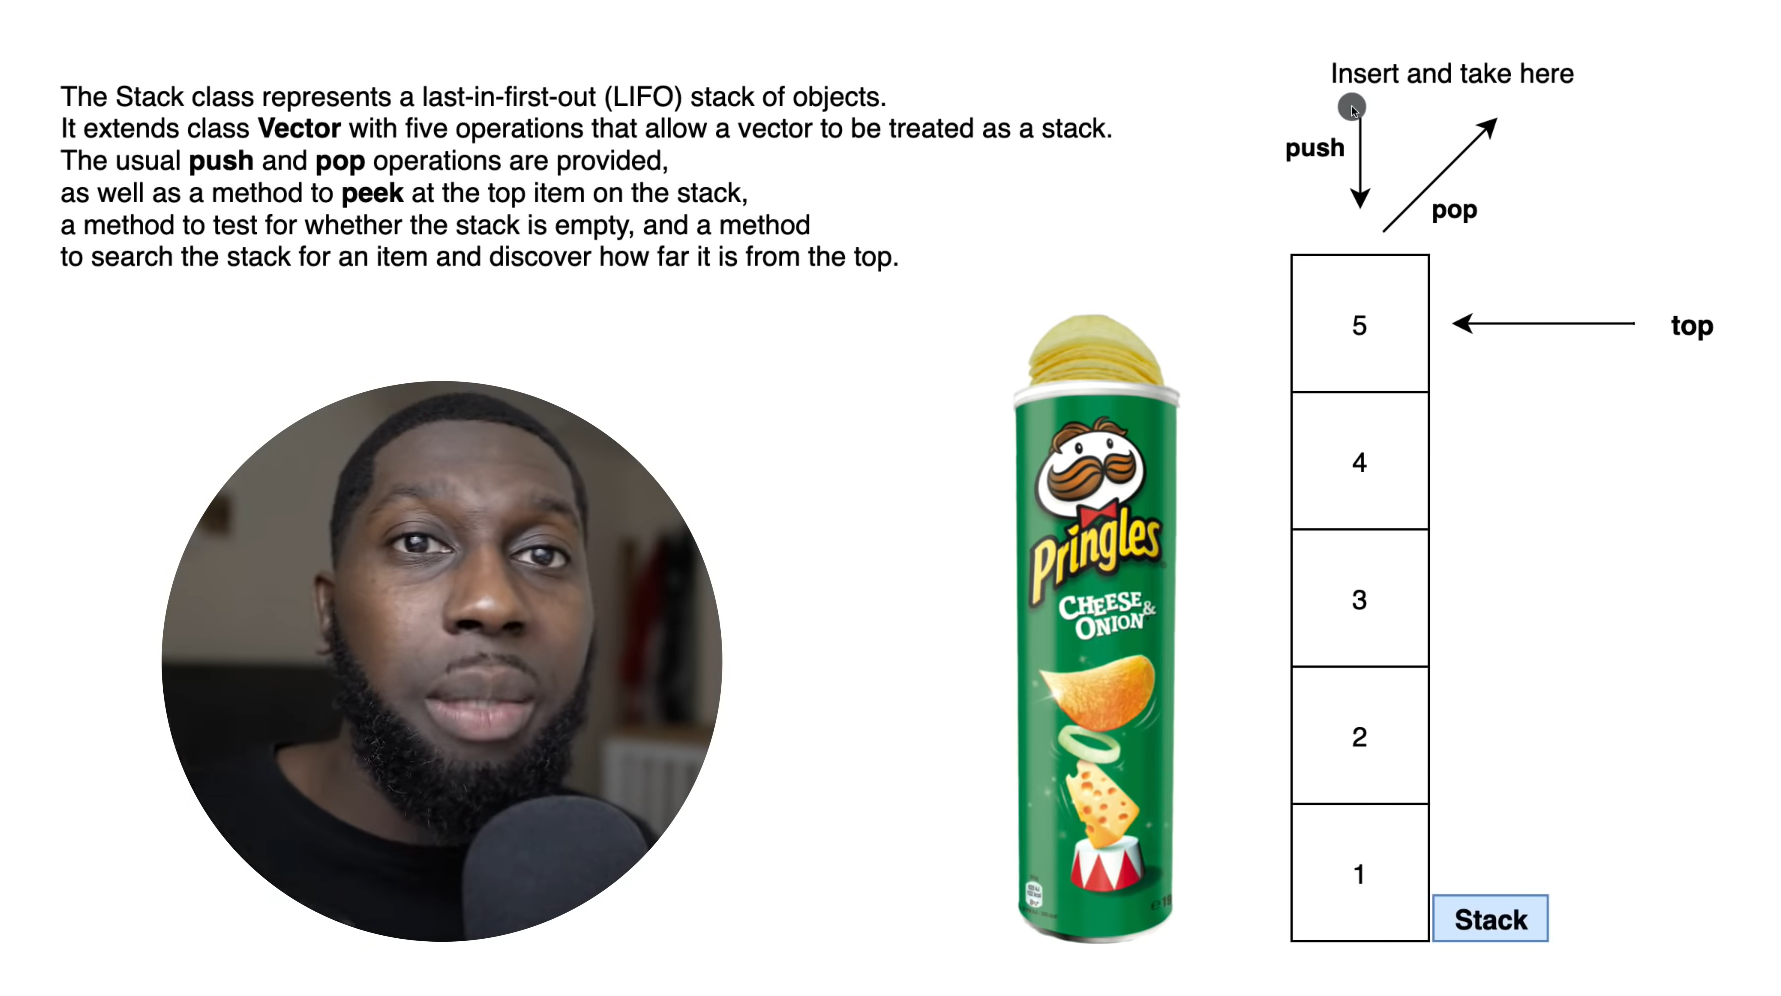 The Stack class represents a last-in-first-out (LIFO) stack of objects.
It extends class Vector with five operations that allow a vector to be treated as a stack.
The usual push and pop operations are provided,
as well as a method to peek at the top item on the stack,
a method to test for whether the stack is empty, and a method
to search the stack for an item and discover how far it is from the top.
Insert and take here
push
pop
5
top
4
3
2
1
Stack
Pringles
CHEESE &
ONION